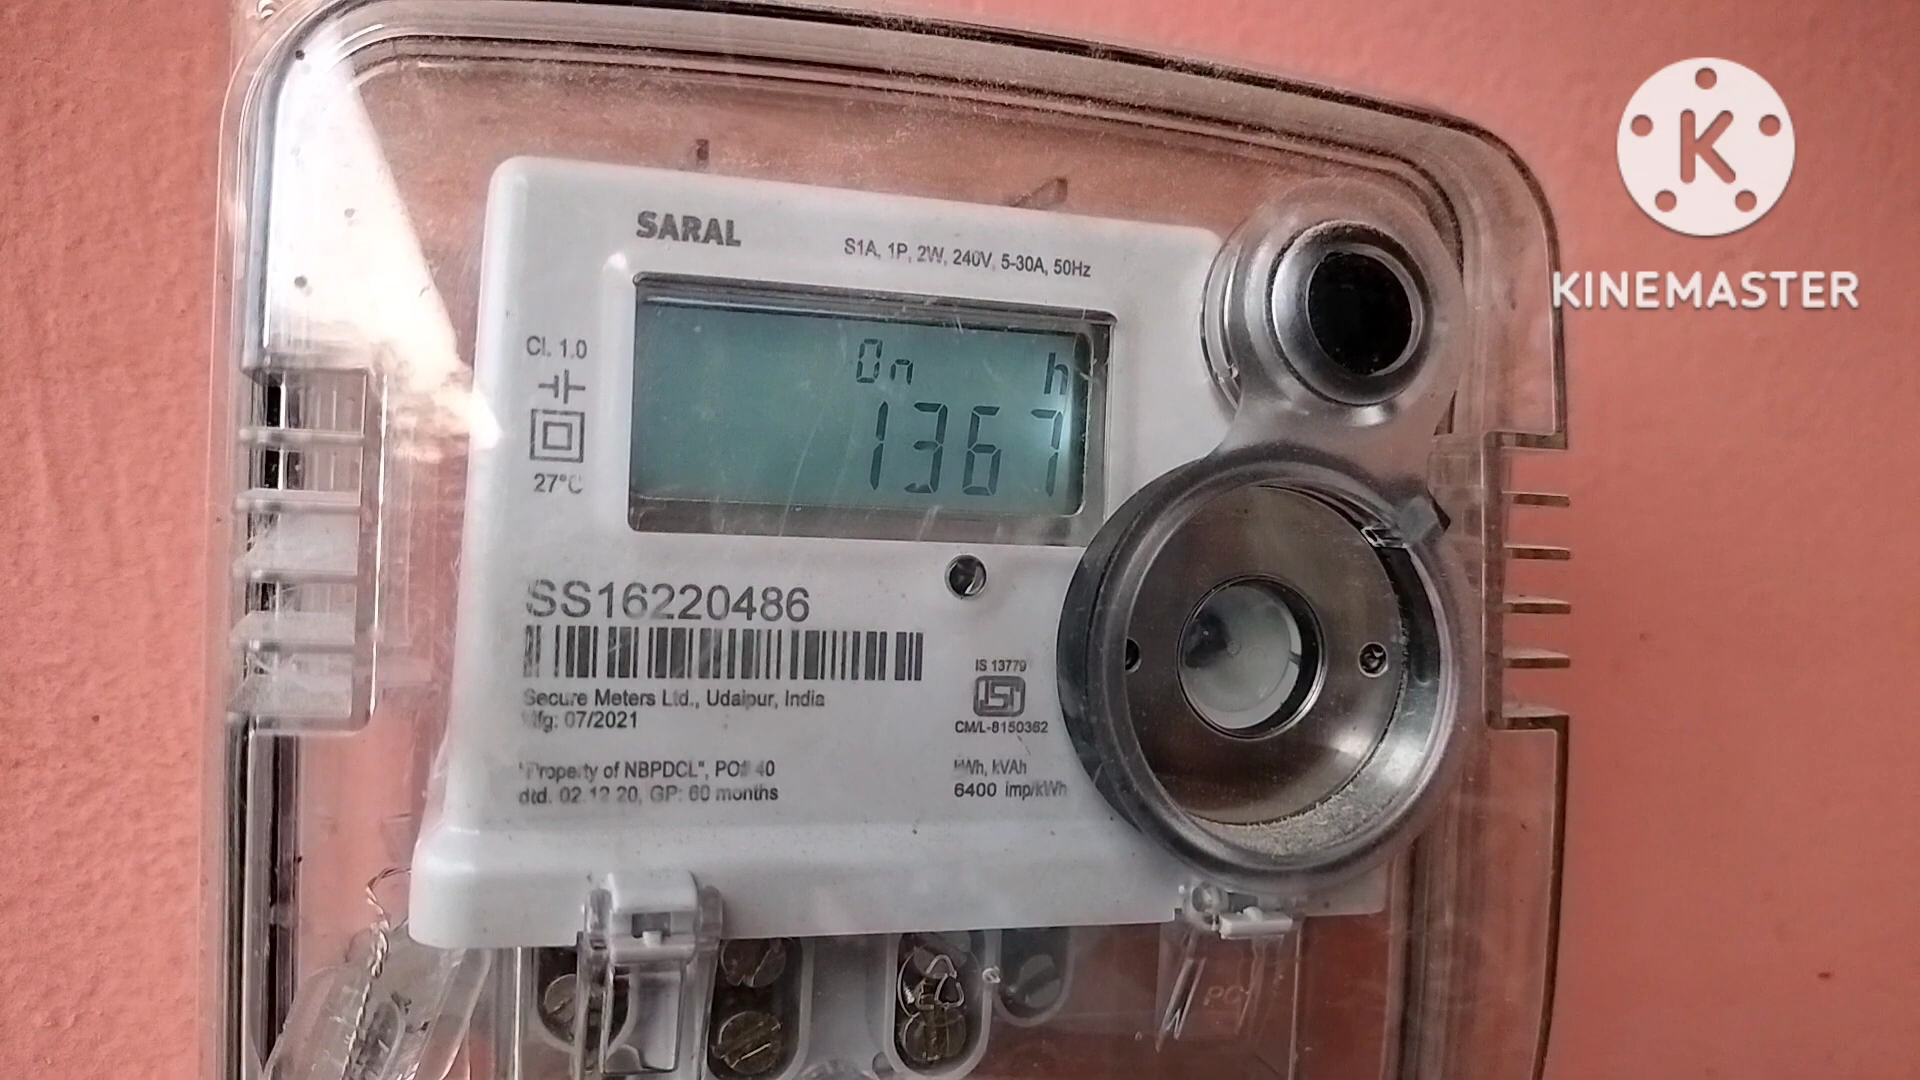 SARAL
S1A, 1P, 2W, 240V, 5-30A, 50Hz
Cl. 1.0
27°C
On h
1367
SS16220486
Secure Meters Ltd., Udaipur, India
Mfg: 07/2021
IS 13779
ISI
CM/L-8150362
"Property of NBPDCL", 40
dtd. 02.12.20, GP: 60 months
kWh, kVAh
6400 imp/kWh
K
KINEMASTER